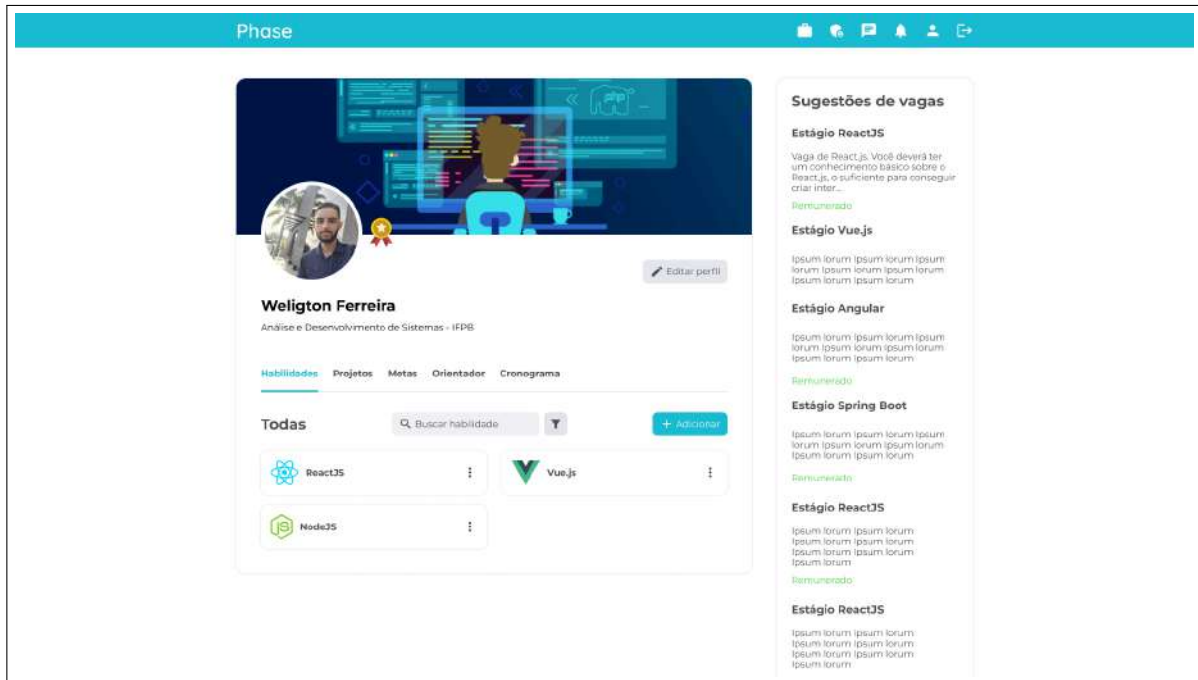 Phase
php
Editar perfil
Weligton Ferreira
Análise e Desenvolvimento de Sistemas - IFPB
Habilidades Projetos Metas Orientador Cronograma
Todas
Buscar habilidade
+ Adicionar
ReactJS
Vue.js
JS
NodeJS
Sugestões de vagas
Estágio ReactJS
Vaga de React.js. Você deverá ter
um conhecimento básico sobre o
React.js, o suficiente para conseguir
criar inter...
Remunerado
Estágio Vue.js
Ipsum lorum Ipsum lorum Ipsum
lorum Ipsum lorum Ipsum lorum
Ipsum lorum Ipsum lorum
Estágio Angular
Ipsum lorum Ipsum lorum Ipsum
lorum Ipsum lorum Ipsum lorum
Ipsum lorum Ipsum lorum
Remunerado
Estágio Spring Boot
Ipsum lorum Ipsum lorum Ipsum
lorum Ipsum lorum Ipsum lorum
Ipsum lorum Ipsum lorum
Remunerado
Estágio ReactJS
Ipsum lorum Ipsum lorum
Ipsum lorum Ipsum lorum
Ipsum lorum Ipsum lorum
Ipsum lorum
Remunerado
Estágio ReactJS
Ipsum lorum Ipsum lorum
Ipsum lorum Ipsum lorum
Ipsum lorum Ipsum lorum
Ipsum lorum